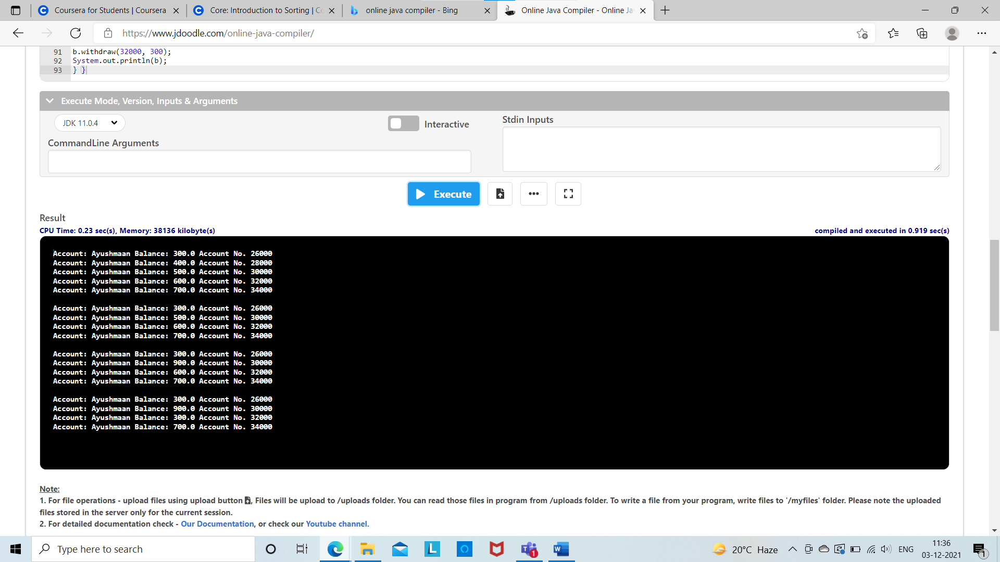 Coursera for Students | Coursera
Core: Introduction to Sorting | Co
online java compiler - Bing
Online Java Compiler - Online Ja
https://www.jdoodle.com/online-java-compiler/
91 b.withdraw(32000, 300);
92 System.out.println(b);
93 } }
Execute Mode, Version, Inputs & Arguments
JDK 11.0.4
Interactive
Stdin Inputs
CommandLine Arguments
Execute
Result
CPU Time: 0.23 sec(s), Memory: 38136 kilobyte(s)
compiled and executed in 0.919 sec(s)
Account: Ayushmaan Balance: 300.0 Account No. 26000
Account: Ayushmaan Balance: 400.0 Account No. 28000
Account: Ayushmaan Balance: 500.0 Account No. 30000
Account: Ayushmaan Balance: 600.0 Account No. 32000
Account: Ayushmaan Balance: 700.0 Account No. 34000
Account: Ayushmaan Balance: 300.0 Account No. 26000
Account: Ayushmaan Balance: 500.0 Account No. 30000
Account: Ayushmaan Balance: 600.0 Account No. 32000
Account: Ayushmaan Balance: 700.0 Account No. 34000
Account: Ayushmaan Balance: 300.0 Account No. 26000
Account: Ayushmaan Balance: 900.0 Account No. 30000
Account: Ayushmaan Balance: 600.0 Account No. 32000
Account: Ayushmaan Balance: 700.0 Account No. 34000
Account: Ayushmaan Balance: 300.0 Account No. 26000
Account: Ayushmaan Balance: 900.0 Account No. 30000
Account: Ayushmaan Balance: 300.0 Account No. 32000
Account: Ayushmaan Balance: 700.0 Account No. 34000
Note:
1. For file operations - upload files using upload button , Files will be upload to /uploads folder. You can read those files in program from /uploads folder. To write a file from your program, write files to '/myfiles' folder. Please note the uploaded
files stored in the server only for the current session.
2. For detailed documentation check - Our Documentation, or check our Youtube channel.
Type here to search
20°C Haze
ENG
11:36
03-12-2021